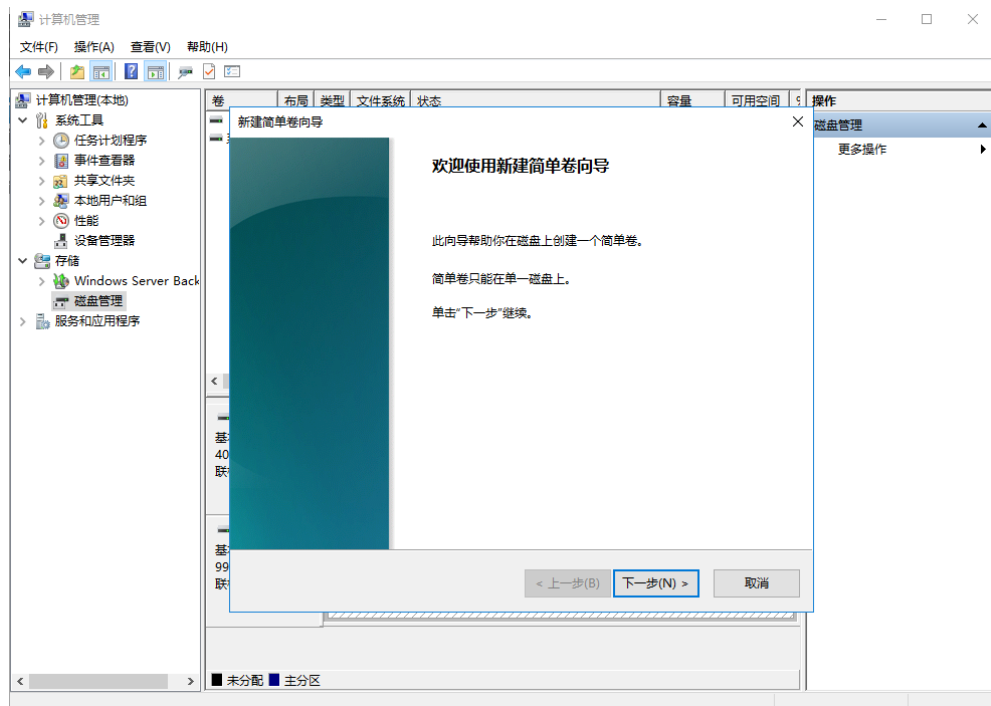 计算机管理
文件(F) 操作(A) 查看(V) 帮助(H)
计算机管理(本地)
系统工具
任务计划程序
事件查看器
共享文件夹
本地用户和组
性能
设备管理器
存储
Windows Server Back
磁盘管理
服务和应用程序
卷 布局 类型 文件系统 状态 容量 可用空间
新建简单卷向导
欢迎使用新建简单卷向导
此向导帮助你在磁盘上创建一个简单卷。
简单卷只能在单一磁盘上。
单击"下一步"继续。
< 上一步(B) 下一步(N) > 取消
基
40
联
基
99
联
未分配 主分区
操作
磁盘管理
更多操作